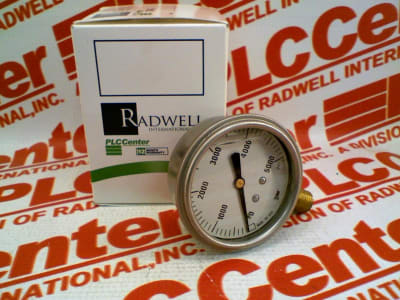 RADWELL
INTERNATIONAL
PLCCenter
1000
2000
3000
4000
5000
0
PLCCenter
A DIVISION OF RADWELL INTERNATIONAL, INC.